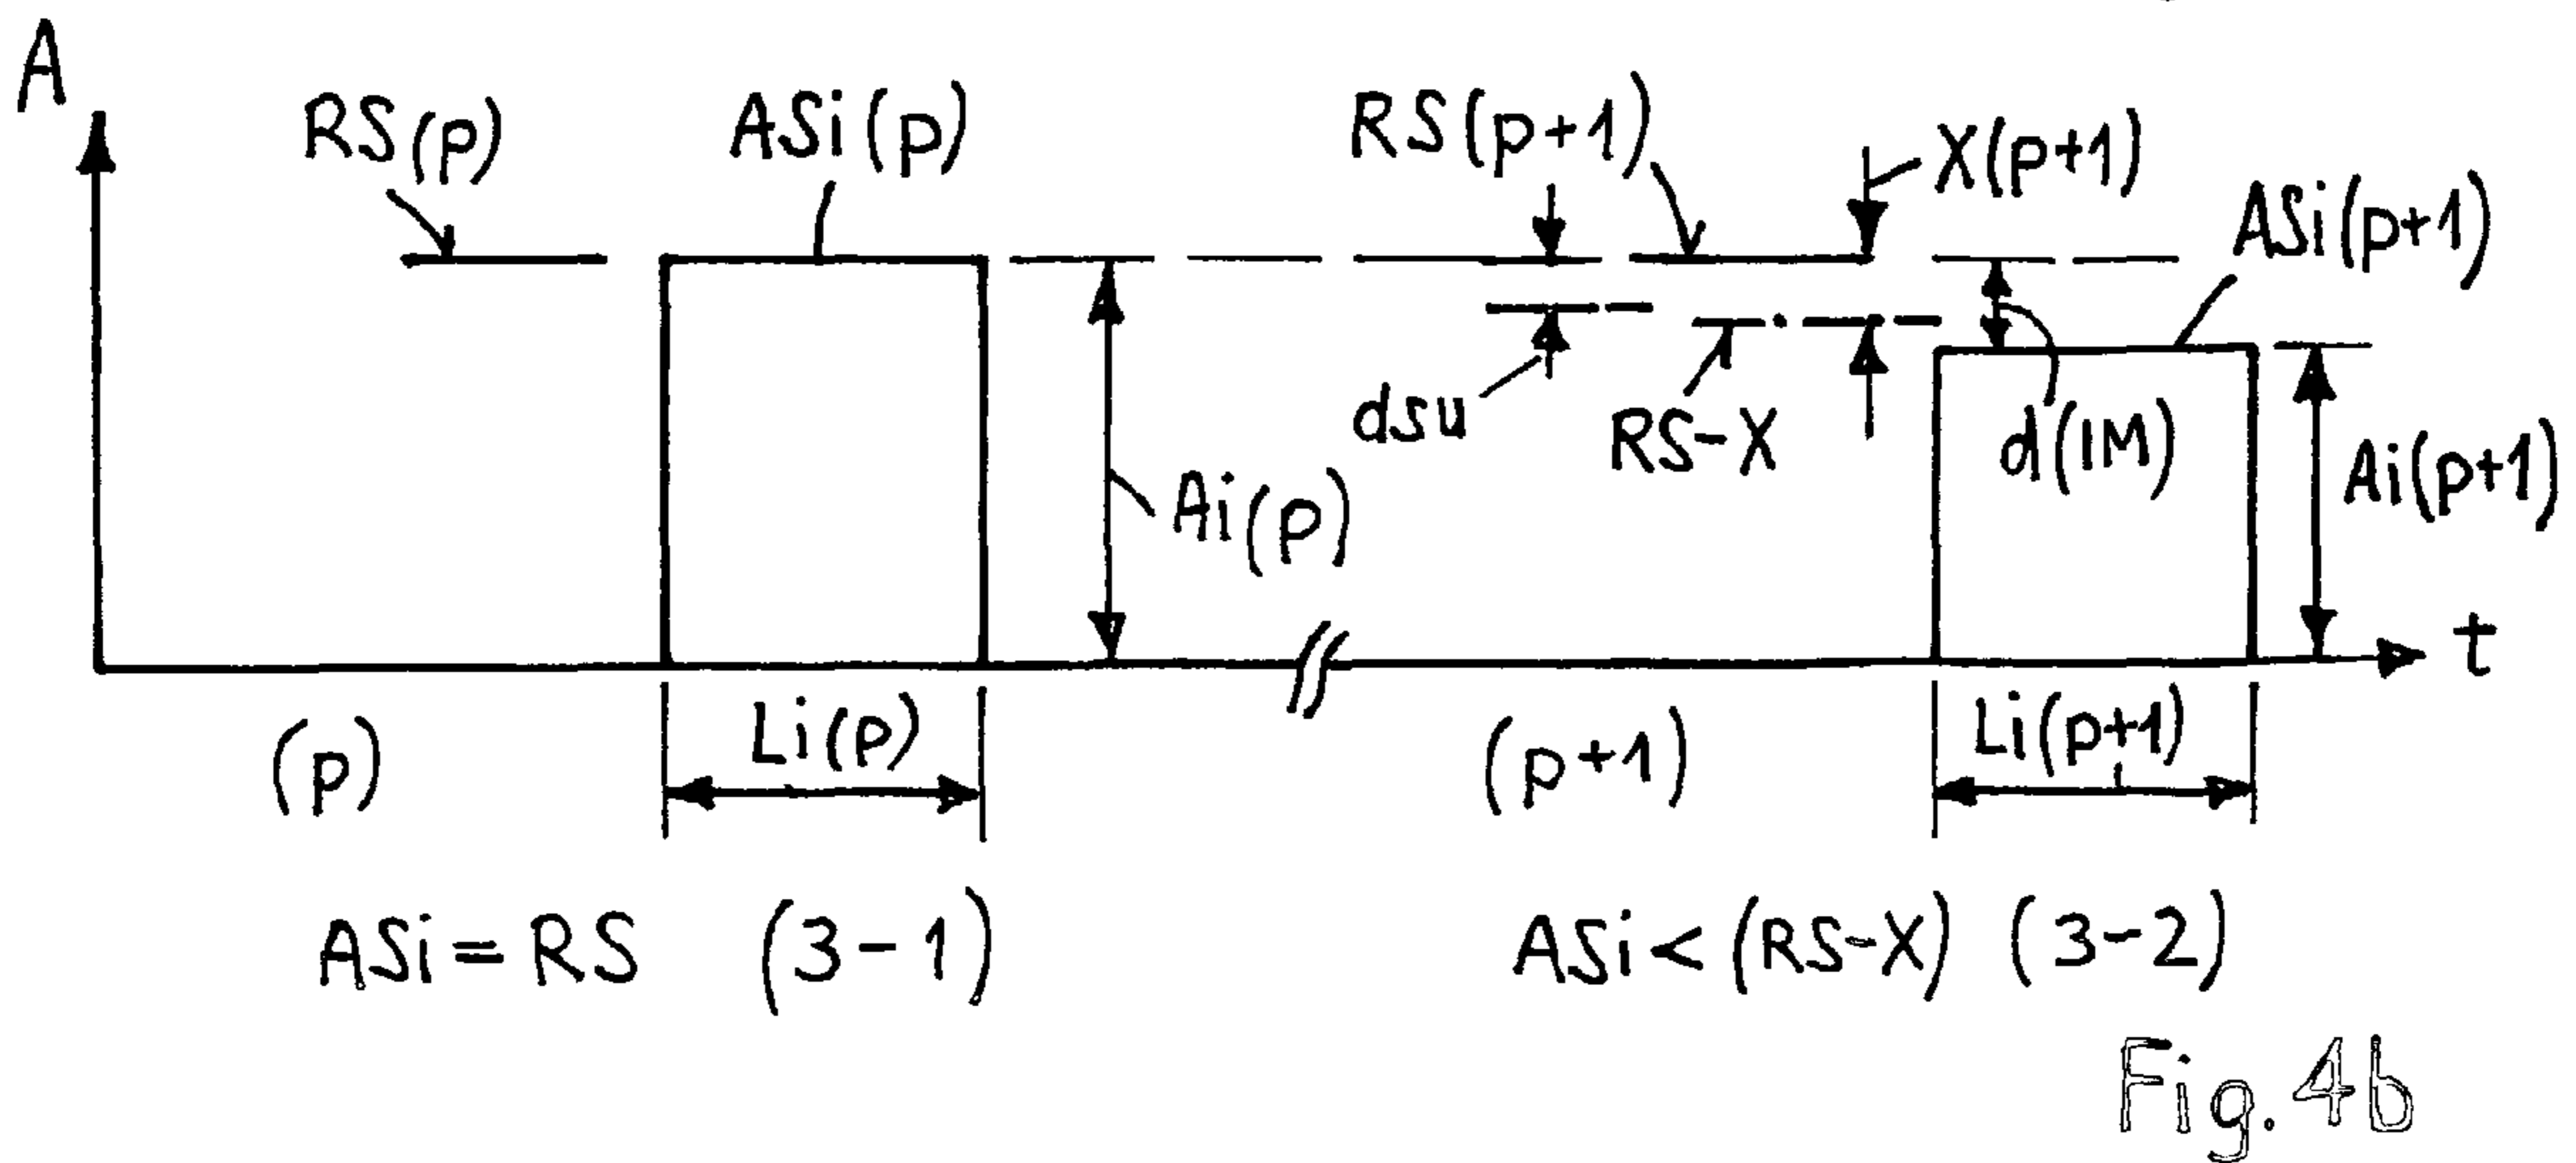 A
RS(p)
ASi(p)
RS(p+1)
X(p+1)
ASi(p+1)
dsu
RS-X
d(IM)
Ai(p)
Ai(p+1)
t
(p)
Li(p)
(p+1)
Li(p+1)
ASi=RS (3-1)
ASi<(RS-X) (3-2)
Fig. 4b